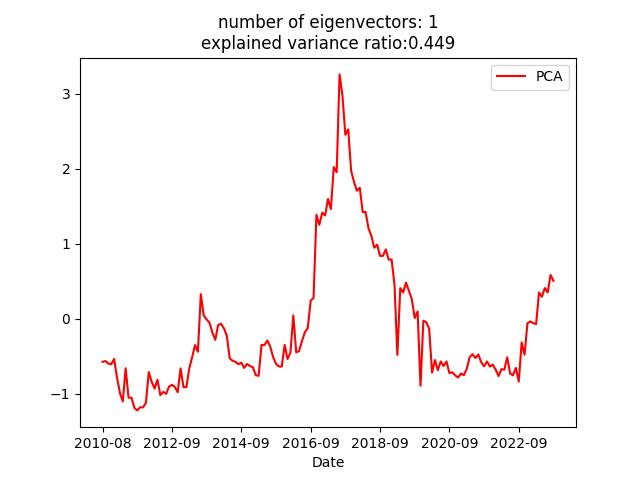 number of eigenvectors: 1
explained variance ratio:0.449
PCA
3
2
1
0
−1
2010-08 2012-09 2014-09 2016-09 2018-09 2020-09 2022-09
Date